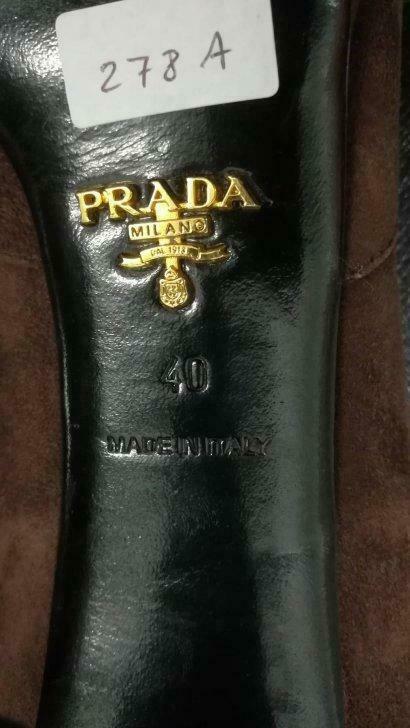 278 A
PRADA
MILANO
DAL 1913
40
MADE IN ITALY